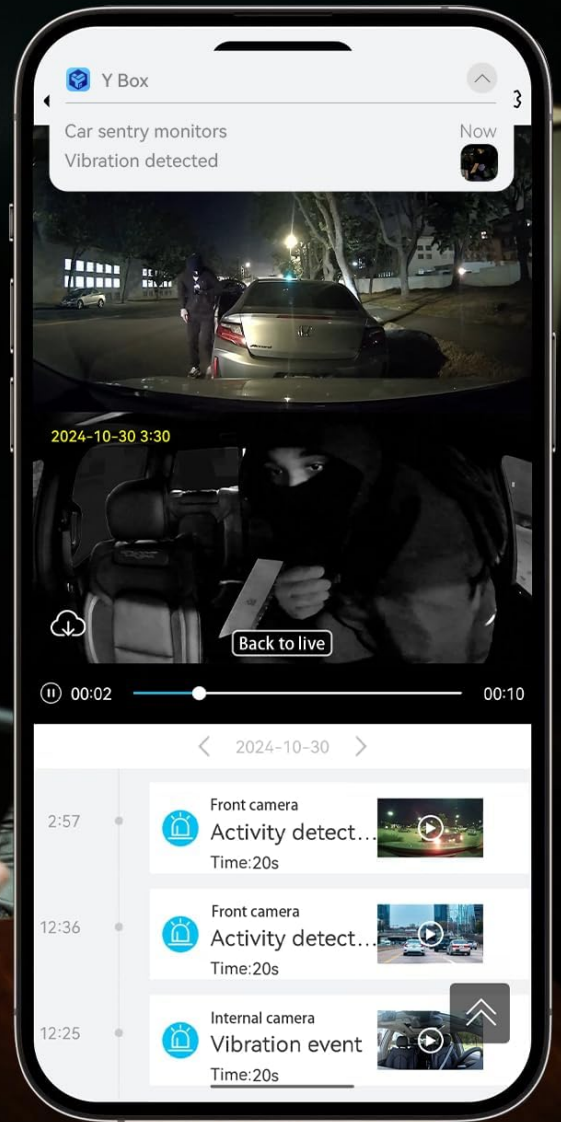 Y Box
3
Car sentry monitors
Now
Vibration detected
2024-10-30 3:30
Back to live
00:02
00:10
2024-10-30
2:57
Front camera
Activity detect...
Time:20s
12:36
Front camera
Activity detect...
Time:20s
12:25
Internal camera
Vibration event
Time:20s